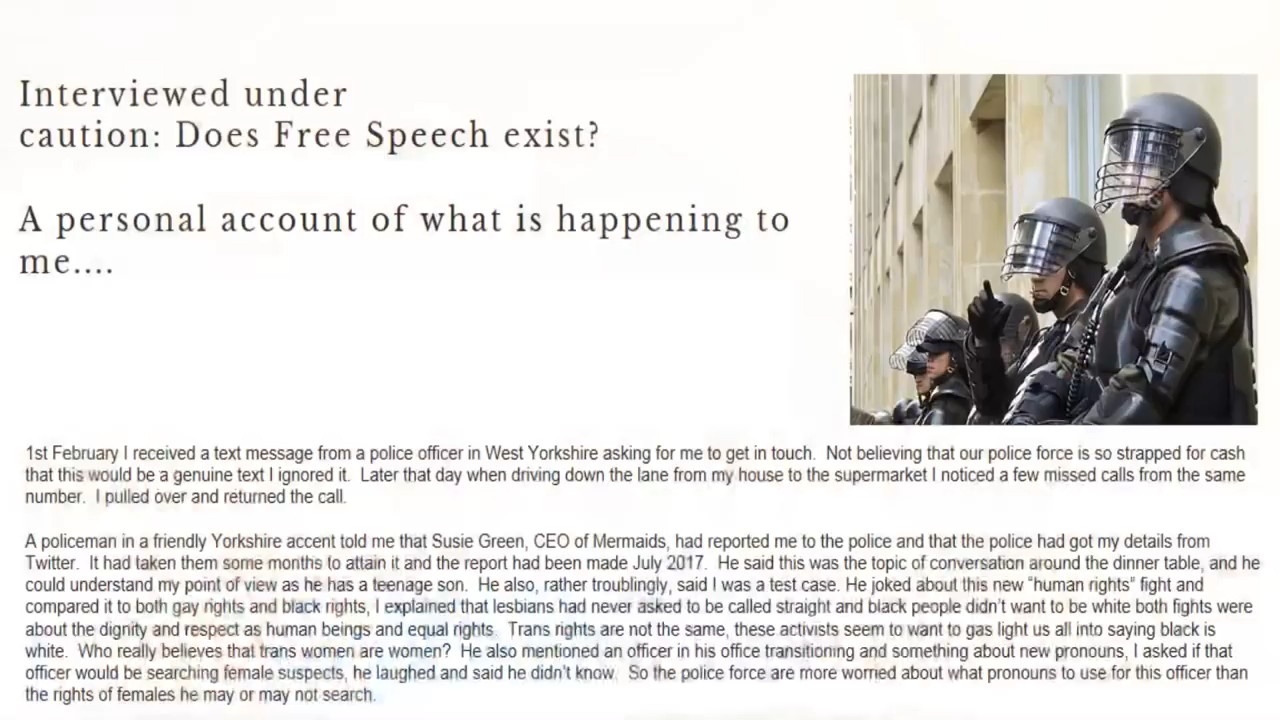 Interviewed under
caution: Does Free Speech exist?
A personal account of what is happening to
me....
1st February I received a text message from a police officer in West Yorkshire asking for me to get in touch.  Not believing that our police force is so strapped for cash
that this would be a genuine text I ignored it.  Later that day when driving down the lane from my house to the supermarket I noticed a few missed calls from the same
number.  I pulled over and returned the call.
A policeman in a friendly Yorkshire accent told me that Susie Green, CEO of Mermaids, had reported me to the police and that the police had got my details from
Twitter.  It had taken them some months to attain it and the report had been made July 2017.  He said this was the topic of conversation around the dinner table, and he
could understand my point of view as he has a teenage son.  He also, rather troublingly, said I was a test case. He joked about this new “human rights” fight and
compared it to both gay rights and black rights, I explained that lesbians had never asked to be called straight and black people didn’t want to be white both fights were
about the dignity and respect as human beings and equal rights.  Trans rights are not the same, these activists seem to want to gas light us all into saying black is
white.  Who really believes that trans women are women?  He also mentioned an officer in his office transitioning and something about new pronouns, I asked if that
officer would be searching female suspects, he laughed and said he didn’t know.  So the police force are more worried about what pronouns to use for this officer than
the rights of females he may or may not search.